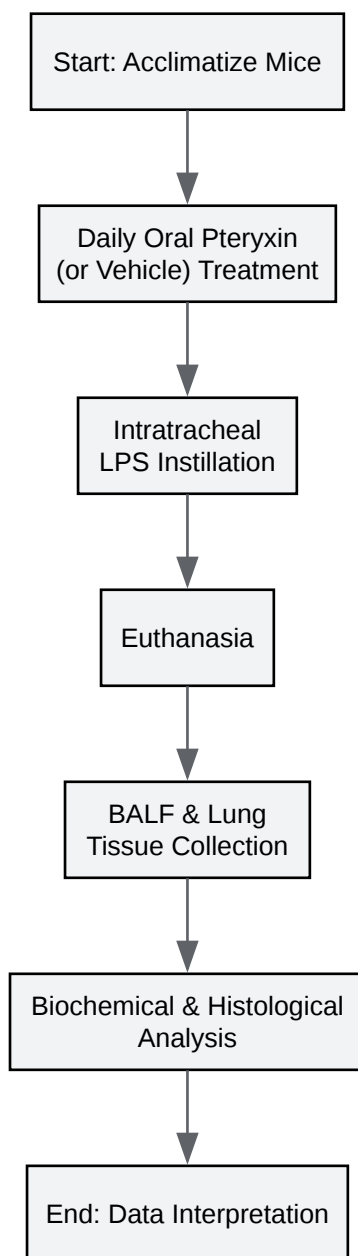 Start: Acclimatize Mice
Daily Oral Pteryxin
(or Vehicle) Treatment
Intratracheal
LPS Instillation
Euthanasia
BALF & Lung
Tissue Collection
Biochemical & Histological
Analysis
End: Data Interpretation